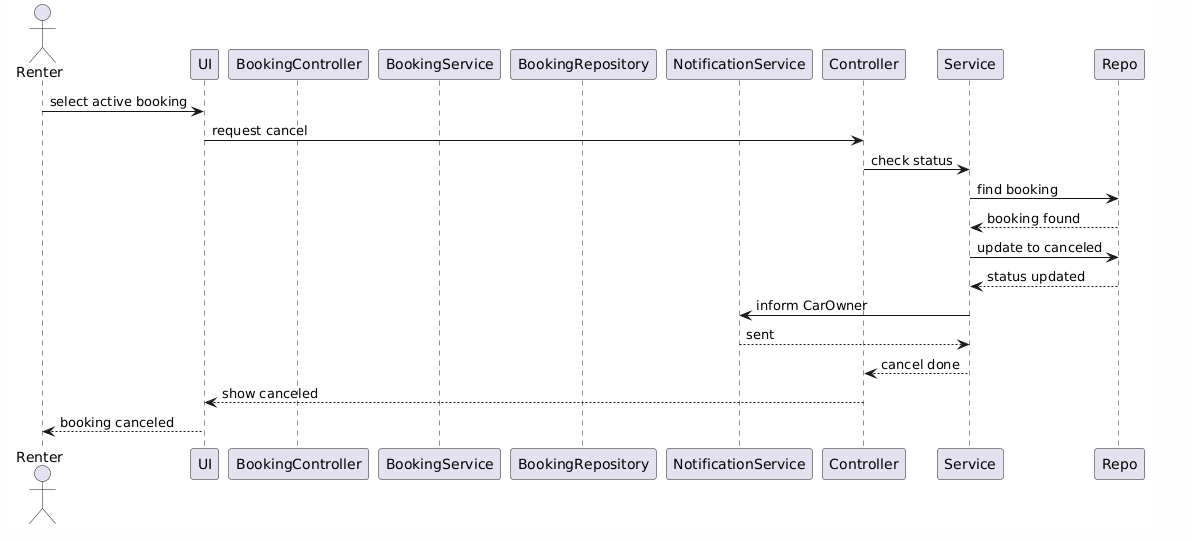 Renter
UI
BookingController
BookingService
BookingRepository
NotificationService
Controller
Service
Repo
select active booking
request cancel
check status
find booking
booking found
update to canceled
status updated
inform CarOwner
sent
cancel done
show canceled
booking canceled
Renter
UI
BookingController
BookingService
BookingRepository
NotificationService
Controller
Service
Repo